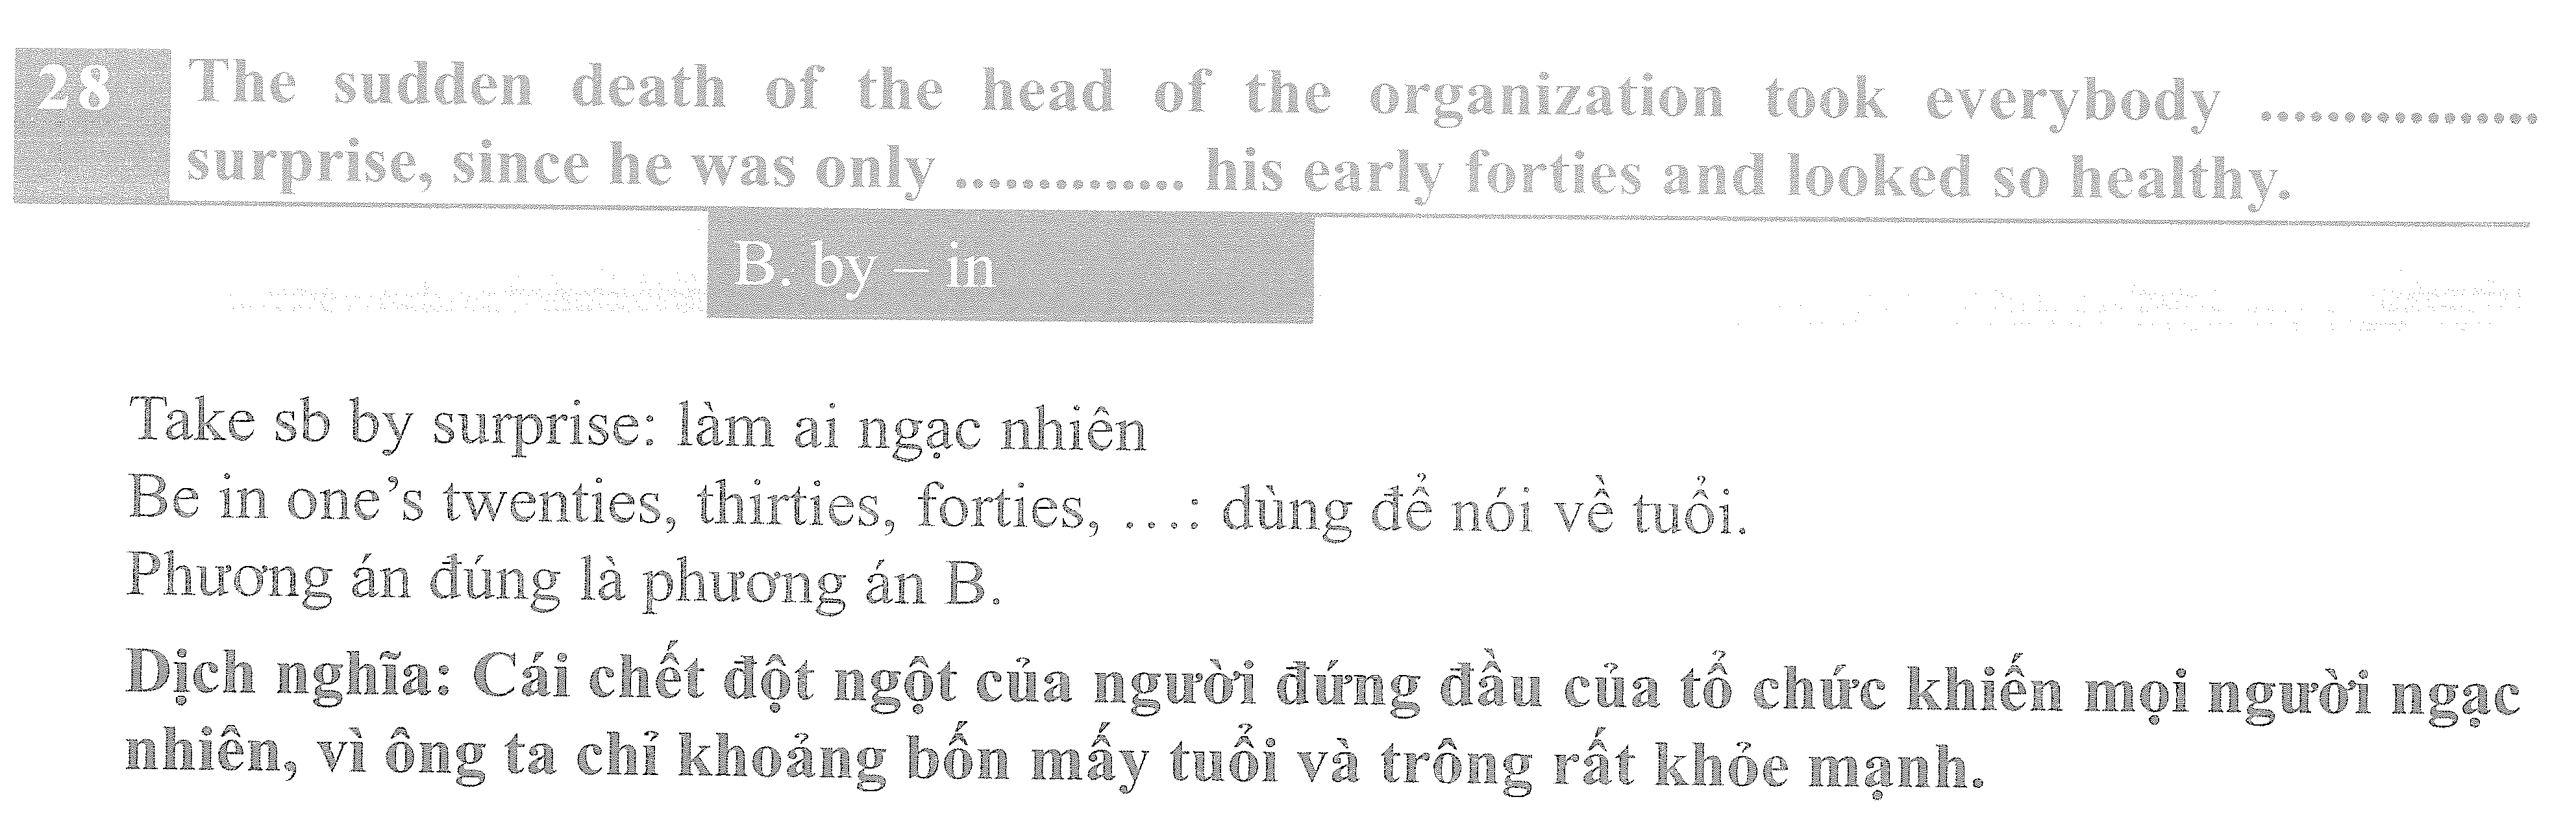 28 The sudden death of the head of the organization took everybody ................
surprise, since he was only .............. his early forties and looked so healthy.
B. by – in
Take sb by surprise: làm ai ngạc nhiên
Be in one’s twenties, thirties, forties, …: dùng để nói về tuổi.
Phương án đúng là phương án B.
Dịch nghĩa: Cái chết đột ngột của người đứng đầu của tổ chức khiến mọi người ngạc
nhiên, vì ông ta chỉ khoảng bốn mấy tuổi và trông rất khỏe mạnh.